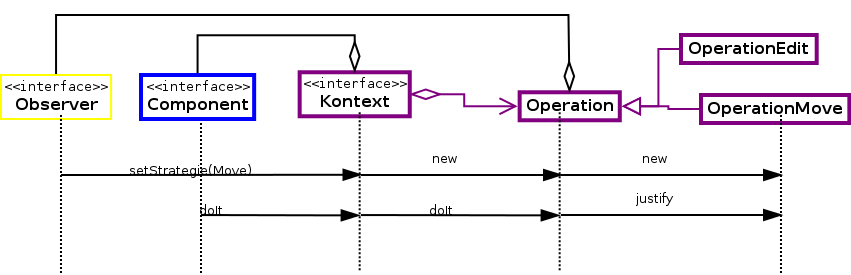 OperationEdit
<<interface>>
Observer
<<interface>>
Component
<<interface>>
Kontext
Operation
OperationMove
setStrategie(Move)
new
new
doIt
doIt
justify